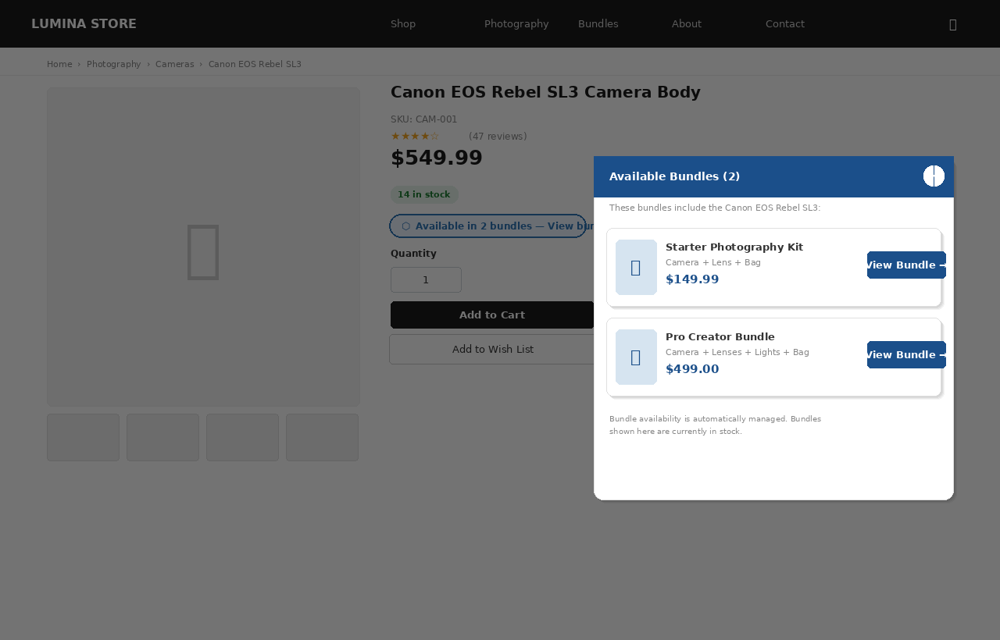 LUMINA STORE
Shop
Photography
Bundles
About
Contact
Home › Photography › Cameras › Canon EOS Rebel SL3
Canon EOS Rebel SL3 Camera Body
SKU: CAM-001
★★★★☆ (47 reviews)
$549.99
14 in stock
Available in 2 bundles — View
Quantity
1
Add to Cart
Add to Wish List
Available Bundles (2)
These bundles include the Canon EOS Rebel SL3:
Starter Photography Kit
Camera + Lens + Bag
$149.99
View Bundle →
Pro Creator Bundle
Camera + Lenses + Lights + Bag
$499.00
View Bundle →
Bundle availability is automatically managed. Bundles
shown here are currently in stock.